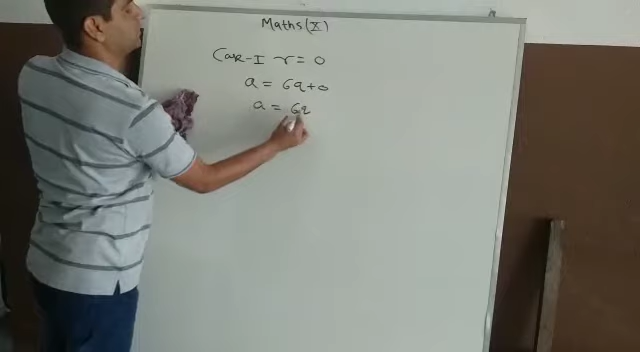 Maths(X)
Case-I r = 0
a = 6q+0
a = 6q